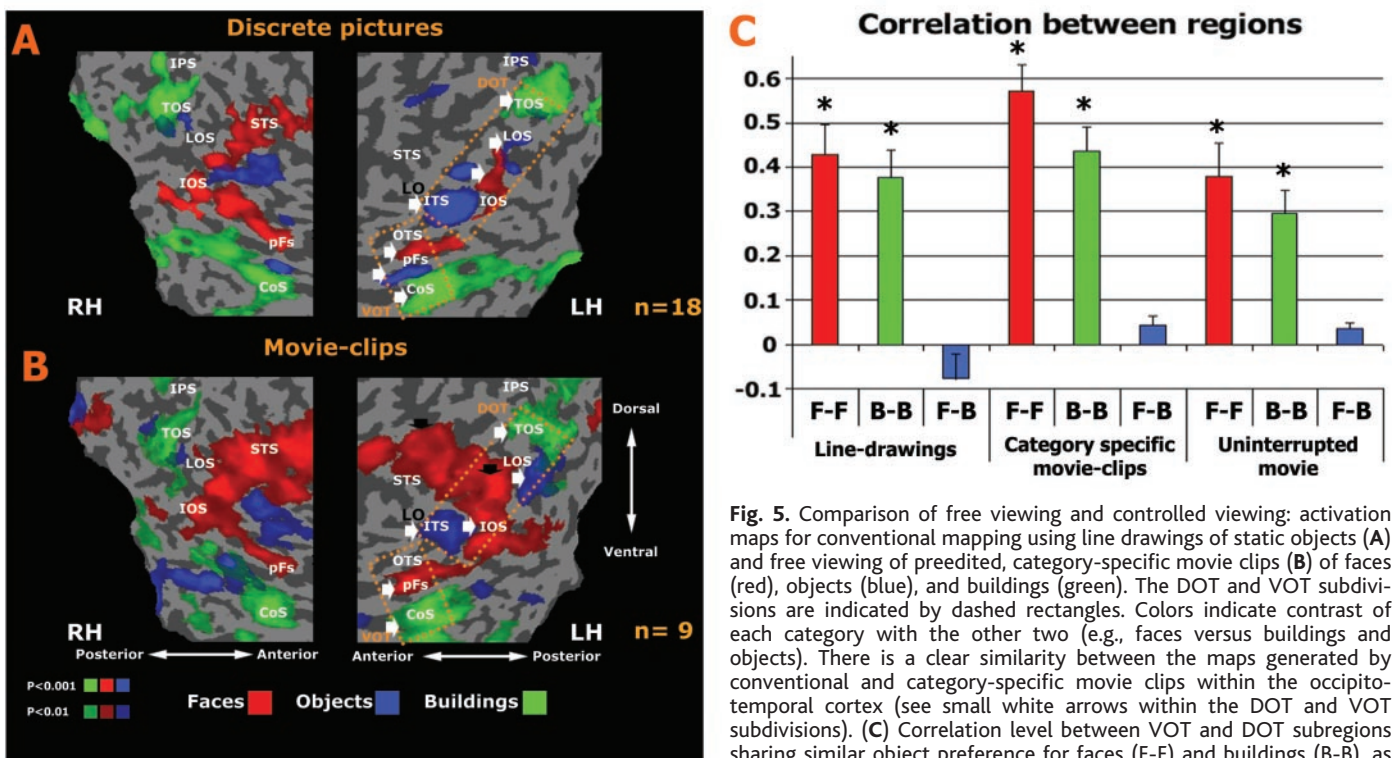 A
Discrete pictures
IPS
TOS
LOS
STS
IOS
pFs
CoS
RH
IPS
DOT
TOS
LOS
STS
LO
ITS
IOS
OTS
pFs
CoS
VOT
LH
n=18
B
Movie-clips
IPS
TOS
LOS
STS
IOS
pFs
CoS
RH
Posterior
Anterior
IPS
DOT
TOS
LOS
STS
LO
ITS
IOS
OTS
pFs
CoS
VOT
LH
n= 9
Dorsal
Ventral
Anterior
Posterior
P<0.001
P<0.01
Faces
Objects
Buildings
C
Correlation between regions
0.6
0.5
0.4
0.3
0.2
0.1
0
-0.1
* * * * * *
F-F B-B F-B F-F B-B F-B F-F B-B F-B
Line-drawings
Category specific
movie-clips
Uninterrupted
movie
Fig. 5. Comparison of free viewing and controlled viewing: activation
maps for conventional mapping using line drawings of static objects (A)
and free viewing of preedited, category-specific movie clips (B) of faces
(red), objects (blue), and buildings (green). The DOT and VOT subdivi-
sions are indicated by dashed rectangles. Colors indicate contrast of
each category with the other two (e.g., faces versus buildings and
objects). There is a clear similarity between the maps generated by
conventional and category-specific movie clips within the occipito-
temporal cortex (see small white arrows within the DOT and VOT
subdivisions). (C) Correlation level between VOT and DOT subregions
sharing similar object preference for faces (F-F) and buildings (B-B), as